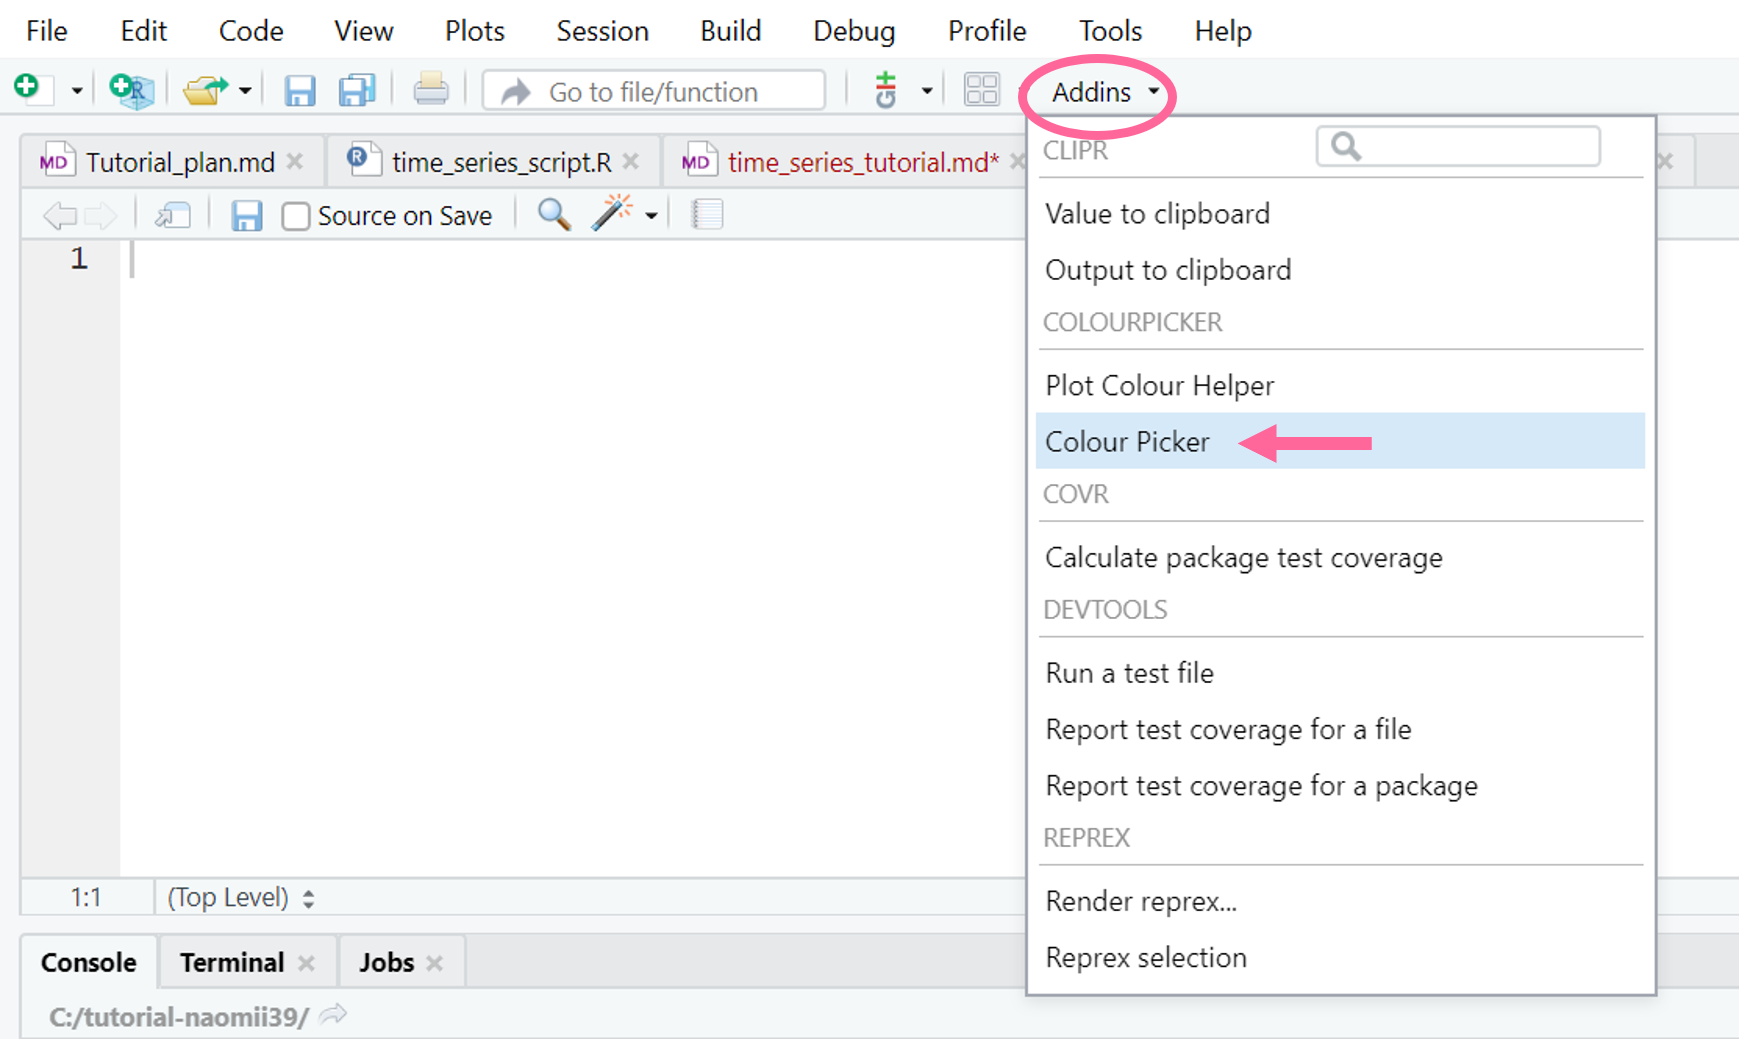 File Edit Code View Plots Session Build Debug Profile Tools Help
Go to file/function Addins
Tutorial_plan.md time_series_script.R time_series_tutorial.md*
Source on Save
1
CLIPR
Value to clipboard
Output to clipboard
COLOURPICKER
Plot Colour Helper
Colour Picker
COVR
Calculate package test coverage
DEVTOOLS
Run a test file
Report test coverage for a file
Report test coverage for a package
REPREX
Render reprex...
Reprex selection
1:1 (Top Level)
Console Terminal Jobs
C:/tutorial-naomii39/